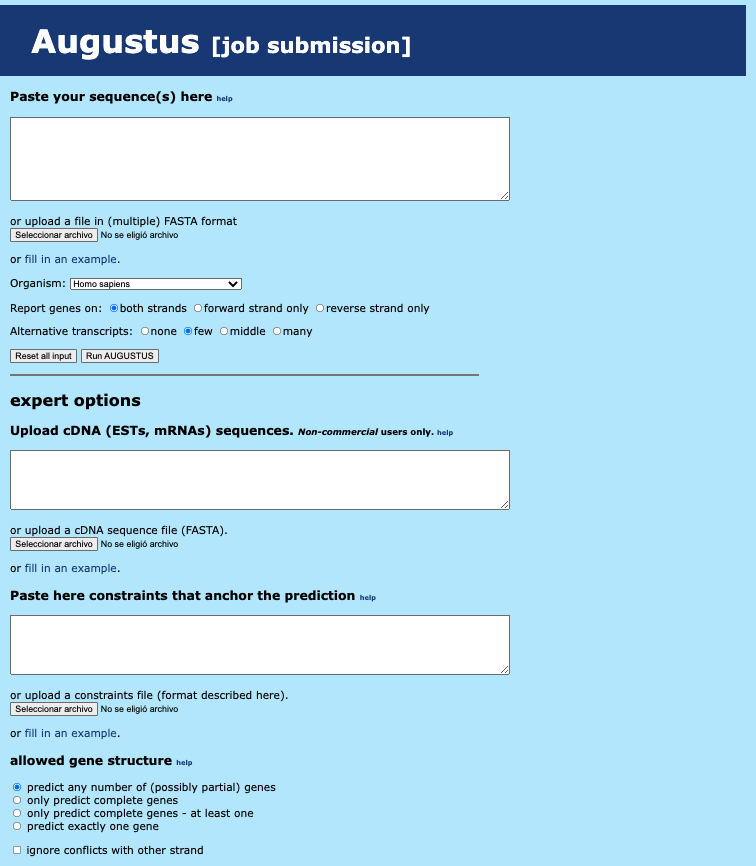 Augustus [job submission]
Paste your sequence(s) here help
or upload a file in (multiple) FASTA format
Seleccionar archivo No se eligió archivo
or fill in an example.
Organism: Homo sapiens
Report genes on: both strands forward strand only reverse strand only
Alternative transcripts: none few middle many
Reset all input Run AUGUSTUS
expert options
Upload cDNA (ESTs, mRNAs) sequences. Non-commercial users only. help
or upload a cDNA sequence file (FASTA).
Seleccionar archivo No se eligió archivo
or fill in an example.
Paste here constraints that anchor the prediction help
or upload a constraints file (format described here).
Seleccionar archivo No se eligió archivo
or fill in an example.
allowed gene structure help
predict any number of (possibly partial) genes
only predict complete genes
only predict complete genes - at least one
predict exactly one gene
ignore conflicts with other strand